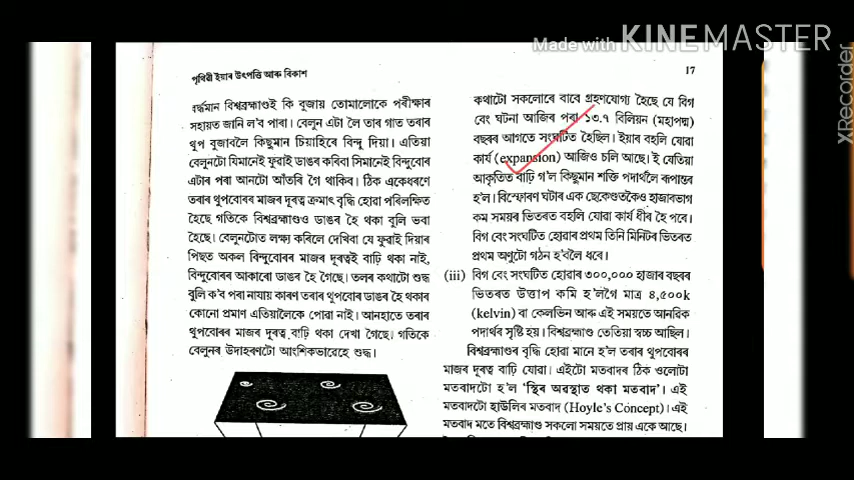 Made with KINEMASTER
XRecorder
পৃথিৱী ইয়াৰ উৎপত্তি আৰু বিকাশ
17
বৰ্দ্ধমান বিশ্বব্ৰহ্মাণ্ডই কি বুজায় তোমালোকে পৰীক্ষাৰ
সহায়ত জানি ল'ব পাৰা। বেলুন এটা লৈ তাৰ গাত তৰাৰ
থুপ বুজাবলৈ কিছুমান চিয়াহিৰে বিন্দু দিয়া। এতিয়া
বেলুনটো যিমানেই ফুৱাই ডাঙৰ কৰিবা সিমানেই বিন্দুবোৰ
এটাৰ পৰা আনটো আঁতৰি গৈ থাকিব। ঠিক একেধৰণে
তৰাৰ থুপবোৰৰ মাজৰ দূৰত্ব ক্ৰমাৎ বৃদ্ধি হোৱা পৰিলক্ষিত
হৈছে গতিকে বিশ্বব্ৰহ্মাণ্ডও ডাঙৰ হৈ থকা বুলি ভবা
হৈছে। বেলুনটোত লক্ষ্য কৰিলে দেখিবা যে ফুৱাই দিয়াৰ
পিছত অকল বিন্দুবোৰৰ মাজৰ দূৰত্বই বাঢ়ি থকা নাই,
বিন্দুবোৰৰ আকাৰো ডাঙৰ হৈ গৈছে। তলৰ কথাটো শুদ্ধ
বুলি ক'ব পৰা নাযায় কাৰণ তৰাৰ থুপবোৰ ডাঙৰ হৈ থকাৰ
কোনো প্ৰমাণ এতিয়ালৈকে পোৱা নাই। আনহাতে তৰাৰ
থুপবোৰৰ মাজৰ দূৰত্ব বাঢ়ি থকা দেখা গৈছে। গতিকে
বেলুনৰ উদাহৰণটো আংশিকভাৱেহে শুদ্ধ।
কথাটো সকলোৰে বাবে গ্ৰহণযোগ্য হৈছে যে বিগ
বেং ঘটনা আজিৰ পৰা ১৩.৭ বিলিয়ন (মহাপদ্ম)
বছৰৰ আগতে সংঘটিত হৈছিল। ইয়াৰ বহলি যোৱা
কাৰ্য (expansion) আজিও চলি আছে। ই যেতিয়া
আকৃতিত বাঢ়ি গ'ল কিছুমান শক্তি পদাৰ্থলৈ ৰূপান্তৰ
হ'ল। বিস্ফোৰণ ঘটাৰ এক ছেকেণ্ডতকৈও হাজাৰভাগ
কম সময়ৰ ভিতৰত বহলি যোৱা কাৰ্য ধীৰ হৈ পৰে।
বিগ বেং সংঘটিত হোৱাৰ প্ৰথম তিনি মিনিটৰ ভিতৰত
প্ৰথম অণুটো গঠন হ'বলৈ ধৰে।
(iii) বিগ বেং সংঘটিত হোৱাৰ ৩০০,০০০ হাজাৰ বছৰৰ
ভিতৰত উত্তাপ কমি হ'লগৈ মাত্ৰ ৪,৫০০k
(kelvin) বা কেলভিন আৰু এই সময়তে আনৱিক
পদাৰ্থৰ সৃষ্টি হয়। বিশ্বব্ৰহ্মাণ্ড তেতিয়া স্বচ্ছ আছিল।
বিশ্বব্ৰহ্মাণ্ডৰ বৃদ্ধি হোৱা মানে হ'ল তৰাৰ থুপবোৰৰ
মাজৰ দূৰত্ব বাঢ়ি যোৱা। এইটো মতবাদৰ ঠিক ওলোটা
মতবাদটো হ'ল 'স্থিৰ অৱস্থাত থকা মতবাদ'। এই
মতবাদটো হাউলিৰ মতবাদ (Hoyle's Concept)। এই
মতবাদ মতে বিশ্বব্ৰহ্মাণ্ড সকলো সময়তে প্ৰায় একে আছে।